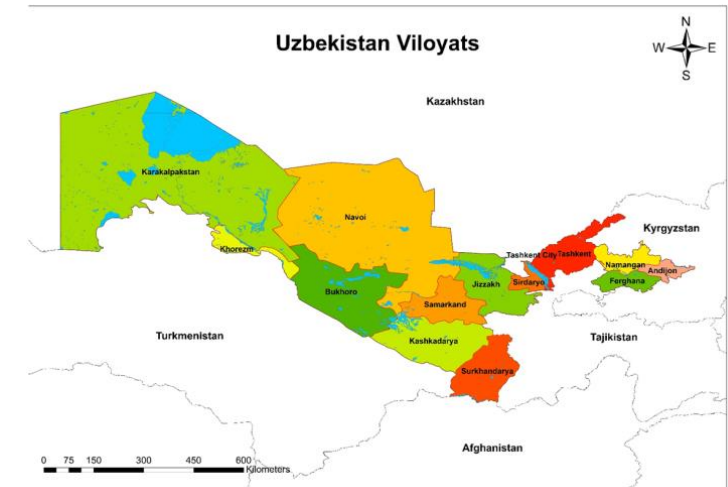 Uzbekistan Viloyats
N
W E
S
Kazakhstan
Karakalpakstan
Navoi
Kyrgyzstan
Khorezm
Tashkent City Tashkent
Namangan
Andijon
Bukhoro
Jizzakh
Sirdaryo
Ferghana
Samarkand
Turkmenistan
Kashkadarya
Tajikistan
Surkhandarya
Afghanistan
0 75 150 300 450 600
Kilometers